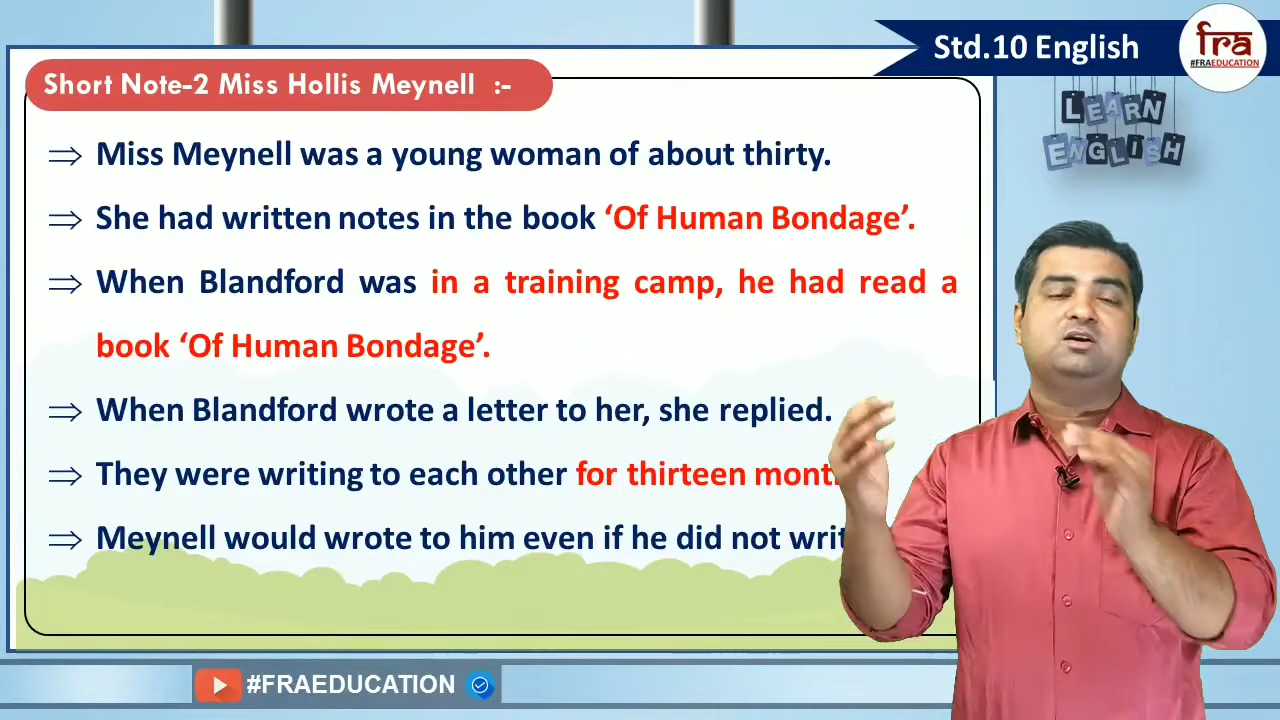 Std.10 English
fra
#FRAEDUCATION
LEARN
ENGLISH
Short Note-2 Miss Hollis Meynell :-
⇒ Miss Meynell was a young woman of about thirty.
⇒ She had written notes in the book ‘Of Human Bondage’.
⇒ When Blandford was in a training camp, he had read a
book ‘Of Human Bondage’.
⇒ When Blandford wrote a letter to her, she replied.
⇒ They were writing to each other for thirteen
⇒ Meynell would wrote to him even if he did not
#FRAEDUCATION